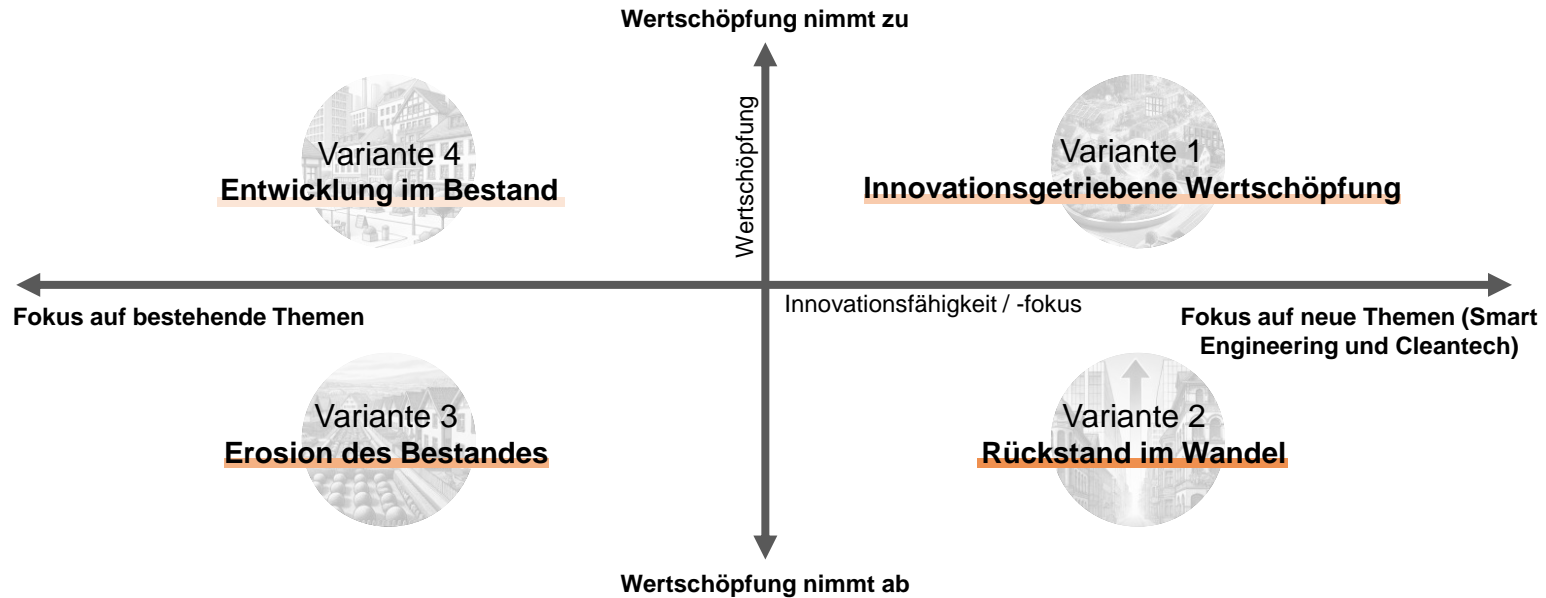 Wertschöpfung nimmt zu
Wertschöpfung
Variante 4
Entwicklung im Bestand
Variante 1
Innovationsgetriebene Wertschöpfung
Fokus auf bestehende Themen
Innovationsfähigkeit / -fokus
Fokus auf neue Themen (Smart
Engineering und Cleantech)
Variante 3
Erosion des Bestandes
Variante 2
Rückstand im Wandel
Wertschöpfung nimmt ab